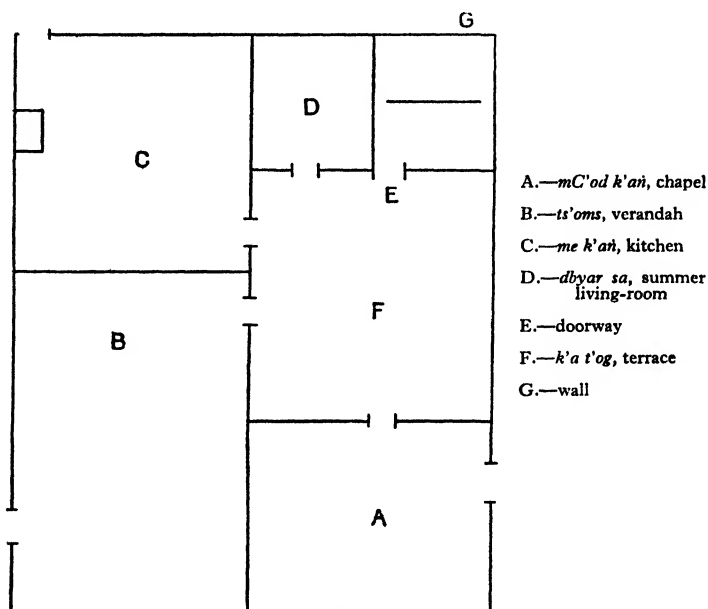 G
D
C
E
A.—mC'od k'aṅ, chapel
B.—ts'oms, verandah
C.—me k'aṅ, kitchen
D.—dbyar sa, summer
living-room
E.—doorway
F.—k'a t'og, terrace
G.—wall
F
B
A